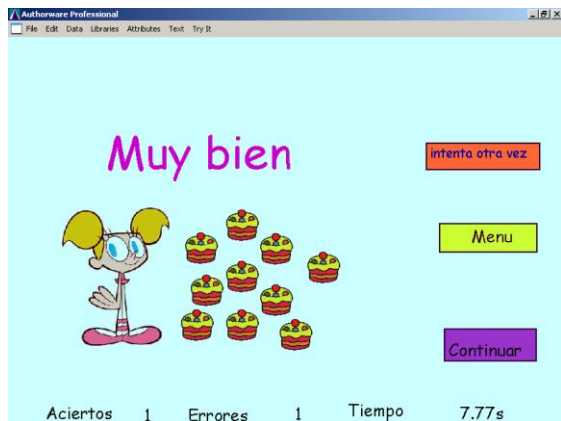 Authorware Professional
File Edit Data Libraries Attributes Text Try It
Muy bien
intenta otra vez
Menu
Continuar
Aciertos 1 Errores 1 Tiempo 7.77s